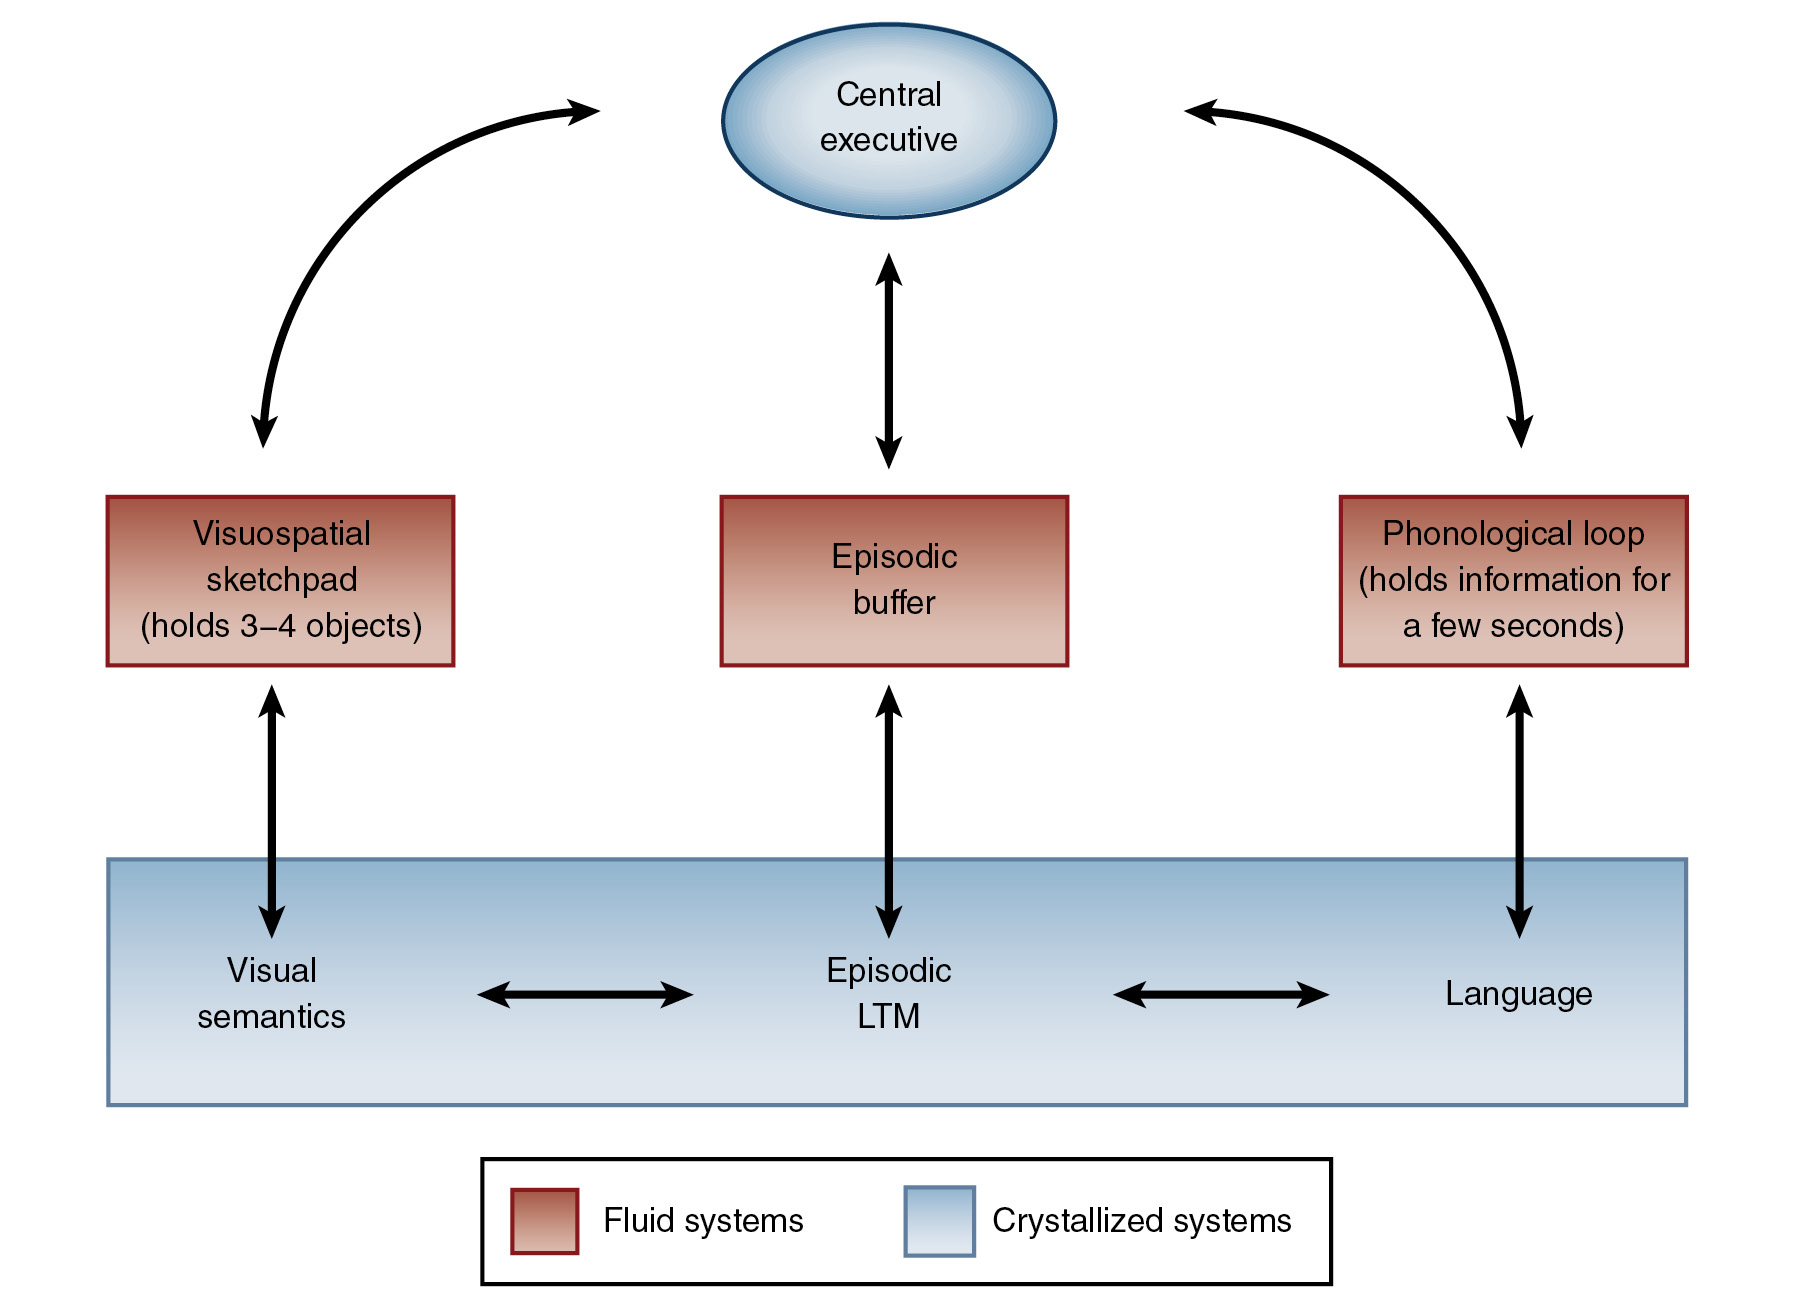 Central
executive
Visuospatial
sketchpad
(holds 3–4 objects)
Episodic
buffer
Phonological loop
(holds information for
a few seconds)
Visual
semantics
Episodic
LTM
Language
Fluid systems
Crystallized systems